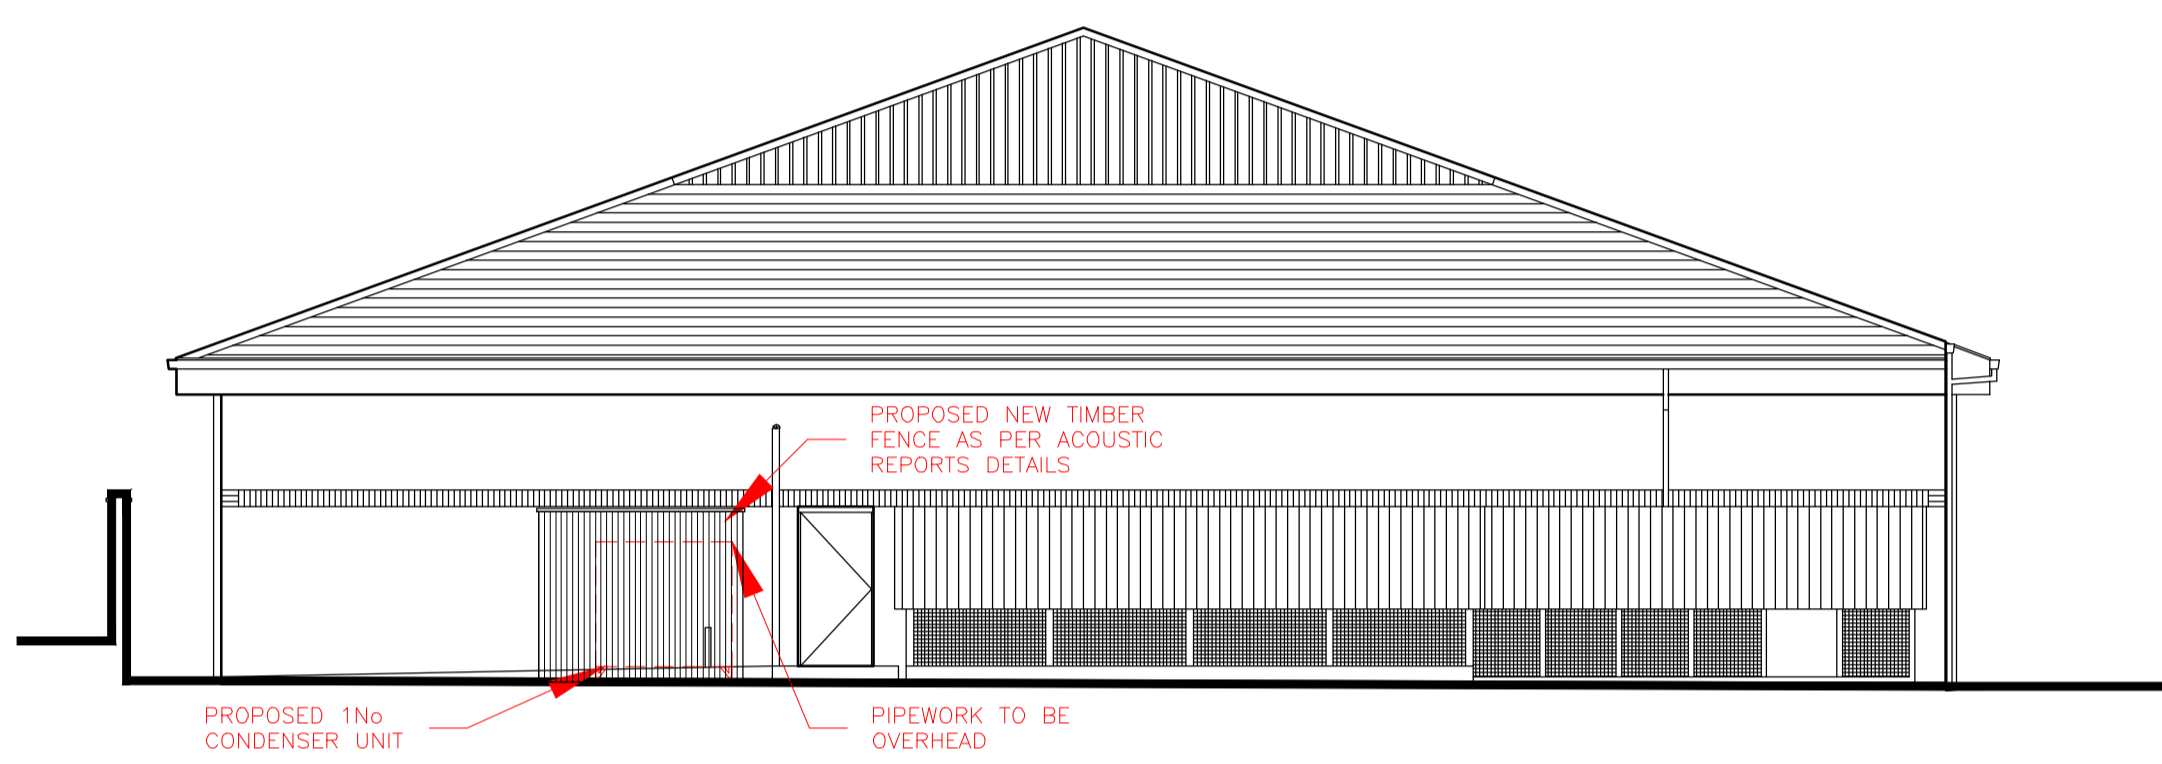 PROPOSED NEW TIMBER
FENCE AS PER ACOUSTIC
REPORTS DETAILS
PROPOSED 1No
CONDENSER UNIT
PIPEWORK TO BE
OVERHEAD